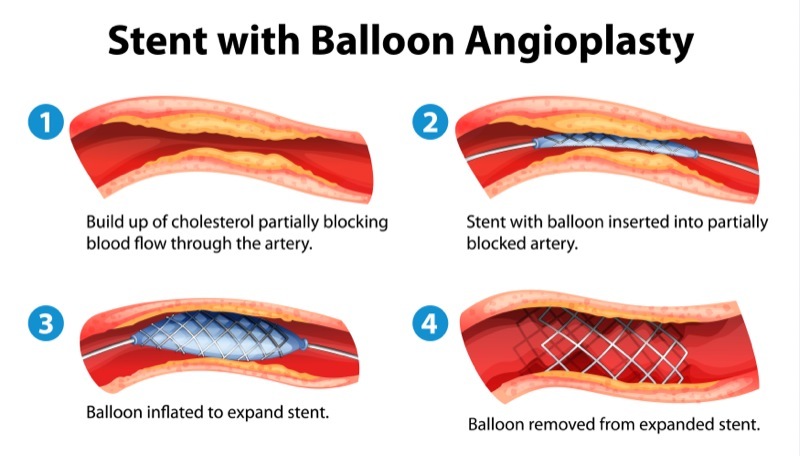 Stent with Balloon Angioplasty
1
Build up of cholesterol partially blocking
blood flow through the artery.
2
Stent with balloon inserted into partially
blocked artery.
3
Balloon inflated to expand stent.
4
Balloon removed from expanded stent.